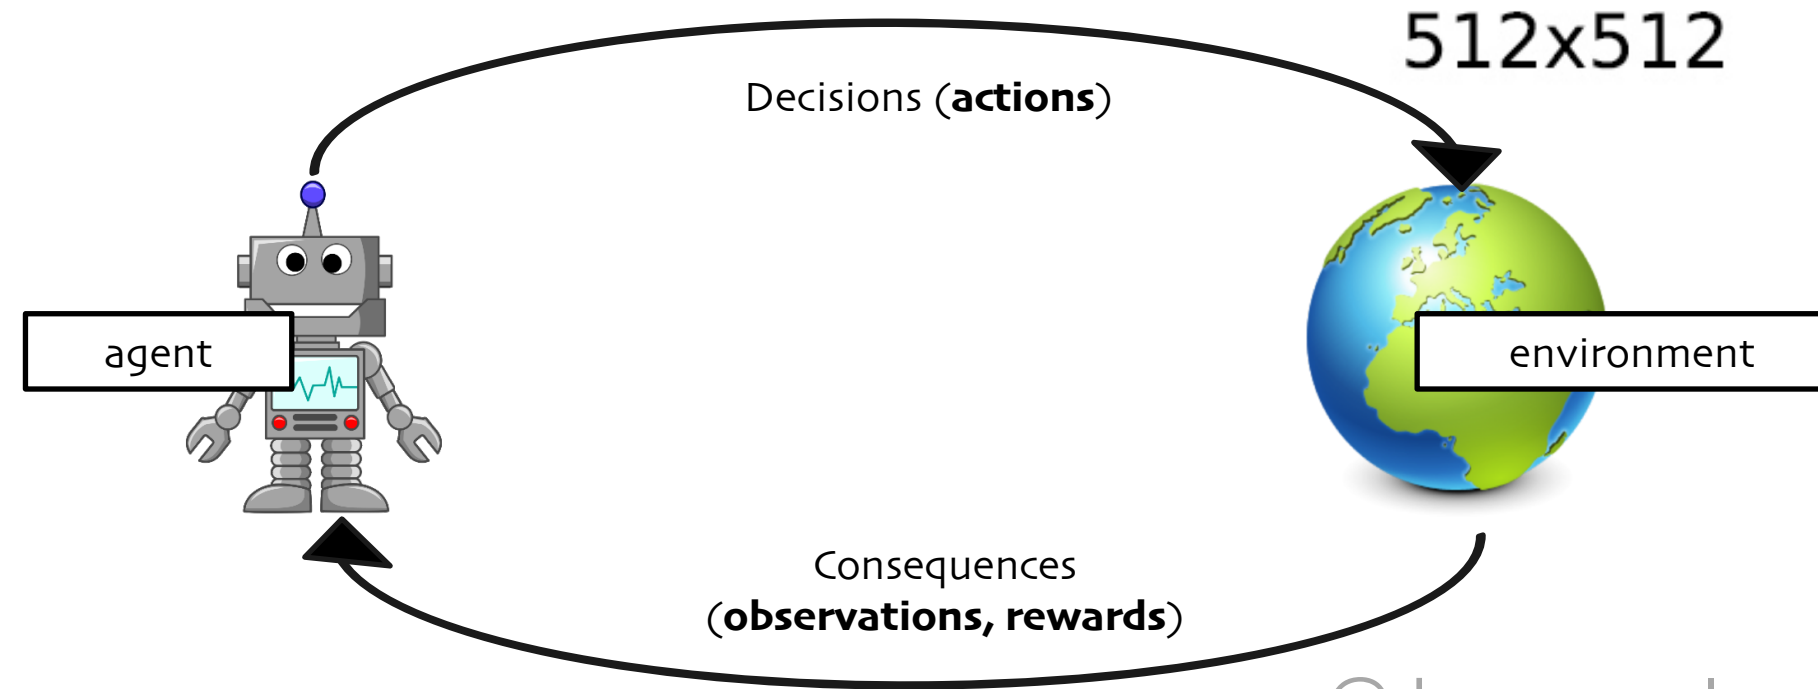 512x512
Decisions (actions)
agent
environment
Consequences
(observations, rewards)